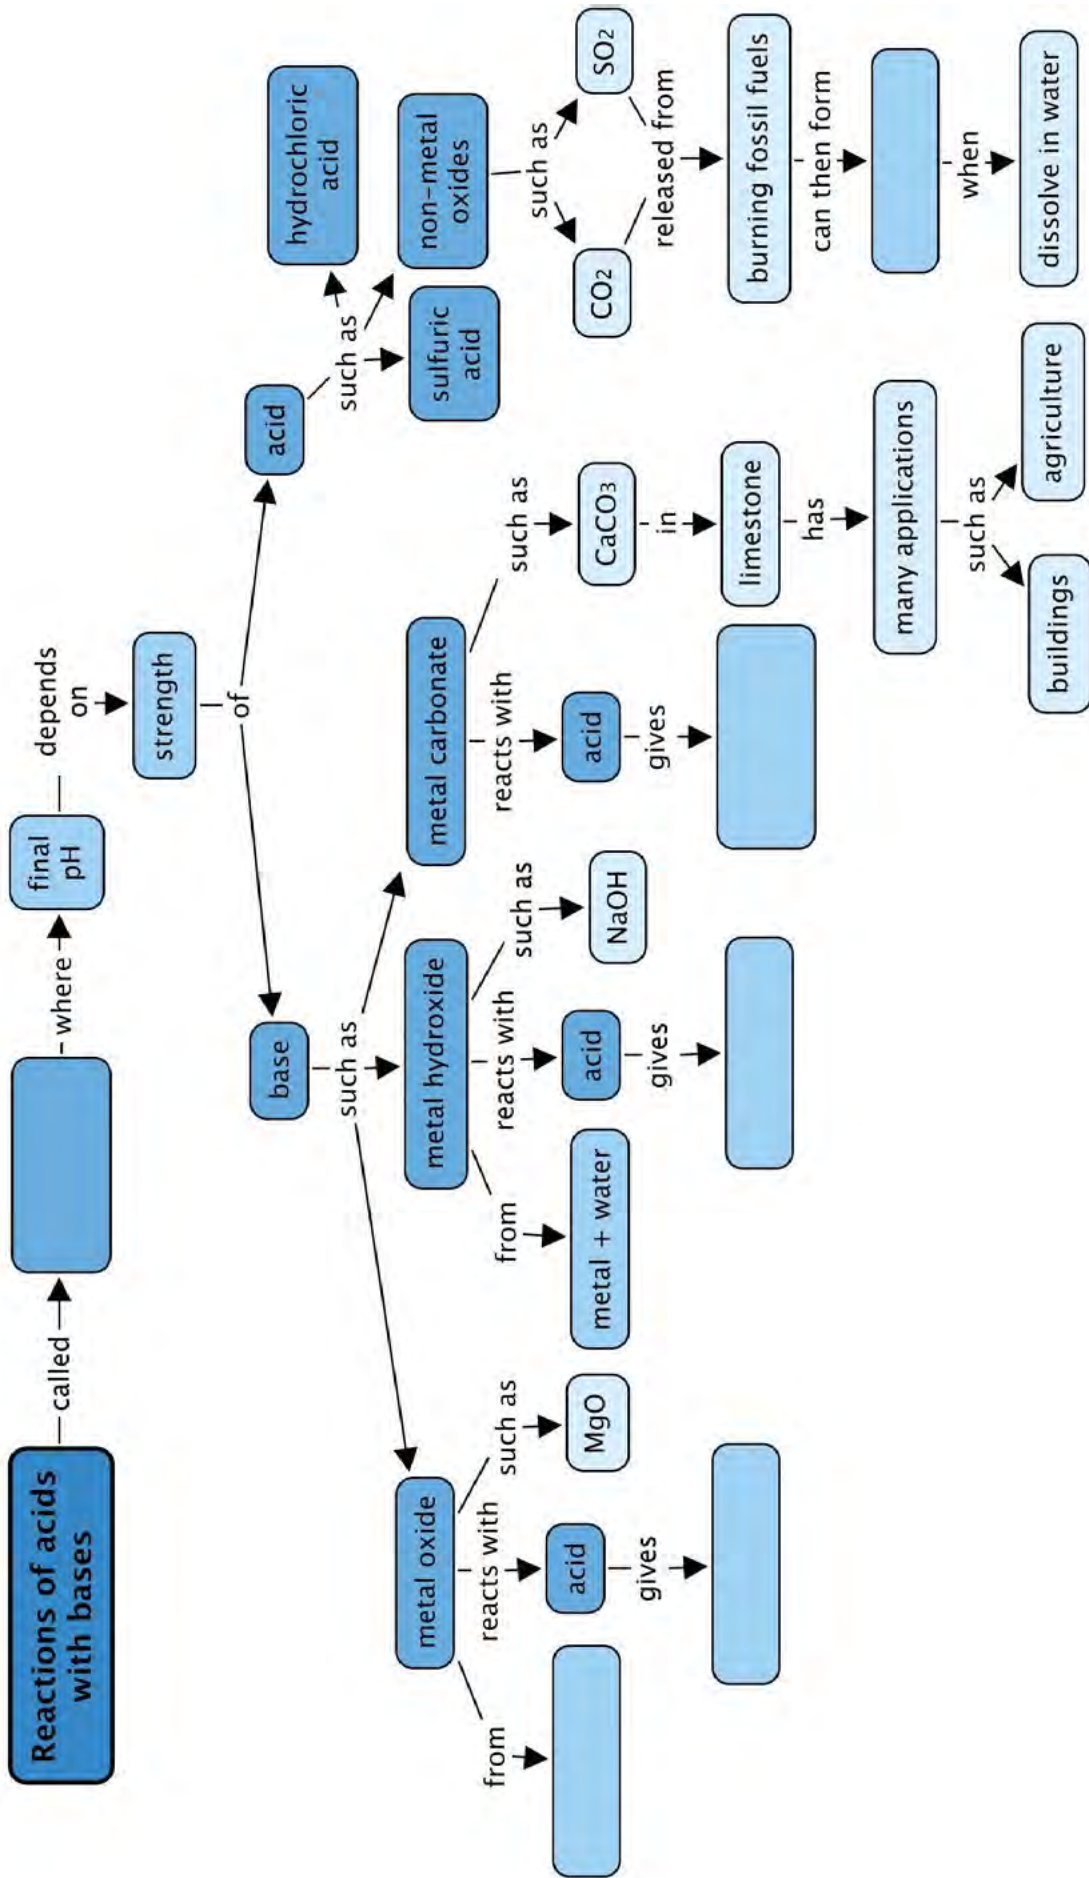 Reactions of acids
with bases
called
where
final
pH
depends
on
strength
of
base
acid
such as
metal oxide
metal hydroxide
metal carbonate
such as
hydrochloric
acid
sulfuric
acid
non-metal
oxides
from
reacts with
such as
acid
MgO
gives
from
reacts with
such as
metal + water
acid
NaOH
gives
reacts with
such as
acid
CaCO3
gives
in
limestone
has
many applications
such as
buildings
agriculture
such as
CO2
SO2
released from
burning fossil fuels
can then form
when
dissolve in water